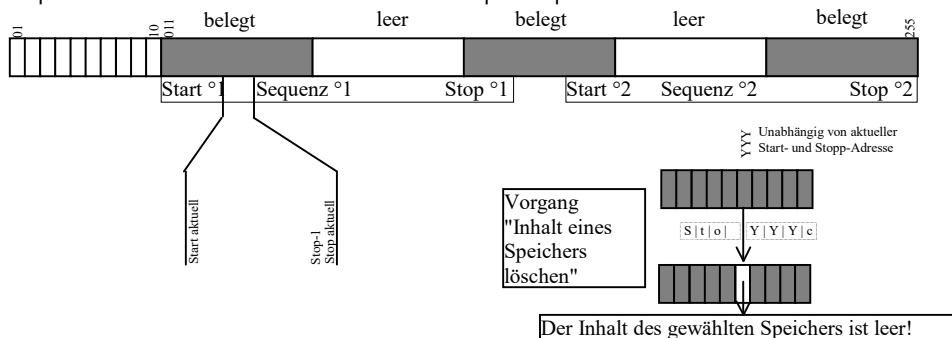 belegt leer belegt leer belegt
01 10 011 255
Start °1 Sequenz °1 Stop °1 Start °2 Sequenz °2 Stop °2
Start aktuell
Stop-1
Stop aktuell
YYY
Unabhängig von aktueller
Start- und Stopp-Adresse
Vorgang
"Inhalt eines
Speichers
löschen"
S | t | o | Y | Y | Y | c
Der Inhalt des gewählten Speichers ist leer!